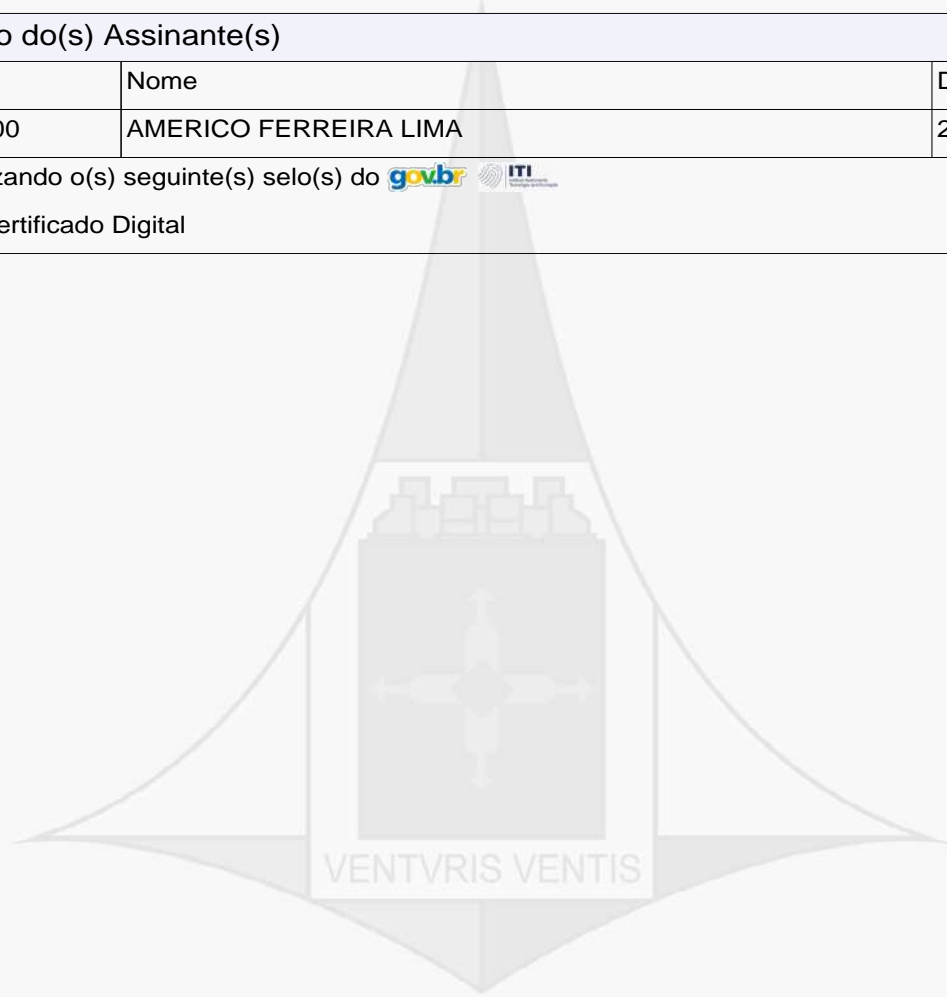 o do(s) Assinante(s)
Nome D
00 AMERICO FERREIRA LIMA 2
zando o(s) seguinte(s) selo(s) do gov.br ITI
ertificado Digital
VENTVRIS VENTIS